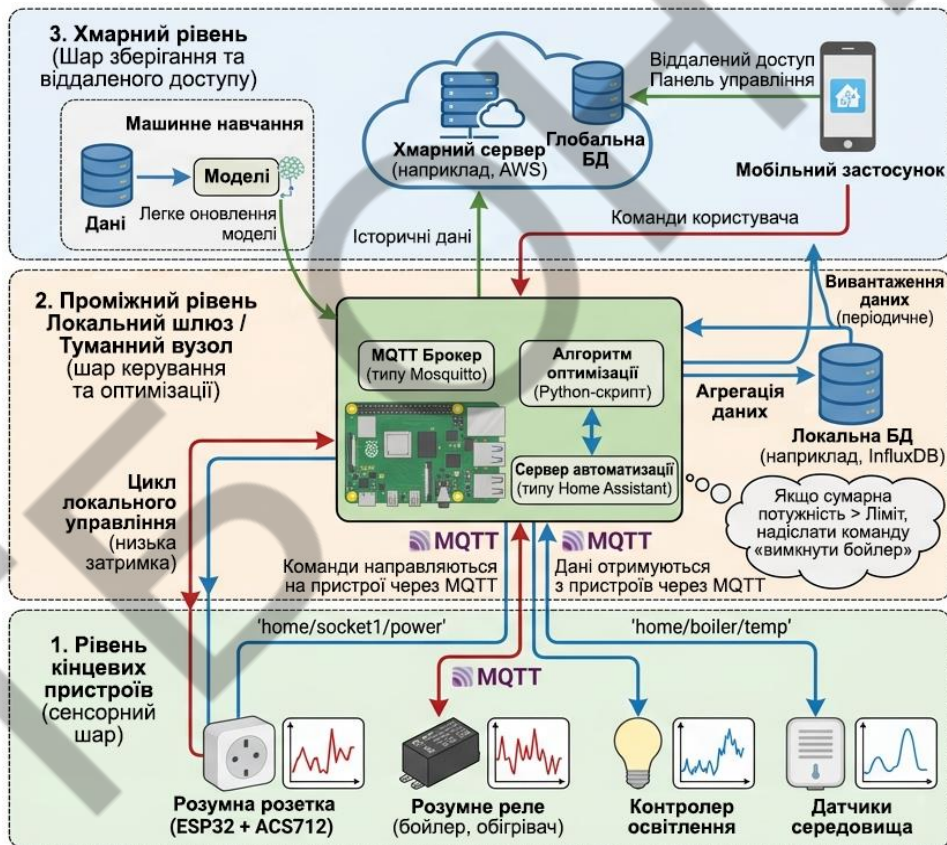 3. Хмарний рівень
(Шар зберігання та
віддаленого доступу)
Машинне навчання
Дані
Моделі
Легке оновлення
моделі
Хмарний сервер
(наприклад, AWS)
Глобальна
БД
Історичні дані
Віддалений доступ
Панель управління
Мобільний застосунок
Команди користувача
2. Проміжний рівень
Локальний шлюз /
Туманний вузол
(шар керування
та оптимізації)
MQTT Брокер
(типу Mosquitto)
Алгоритм
оптимізації
(Python-скрипт)
Сервер автоматизації
(типу Home Assistant)
Вивантаження
даних
(періодичне)
Агрегація
даних
Локальна БД
(наприклад, InfluxDB)
Якщо сумарна
потужність > Ліміт,
надіслати команду
«вимкнути бойлер»
Цикл
локального
управління
(низька
затримка)
MQTT
Команди направляються
на пристрої через MQTT
MQTT
Дані отримуються
з пристроїв через MQTT
1. Рівень
кінцевих
пристроїв
(сенсорний
шар)
'home/socket1/power'
'home/boiler/temp'
MQTT
Розумна розетка
(ESP32 + ACS712)
Розумне реле
(бойлер, обігрівач)
Контролер
освітлення
Датчики
середовища